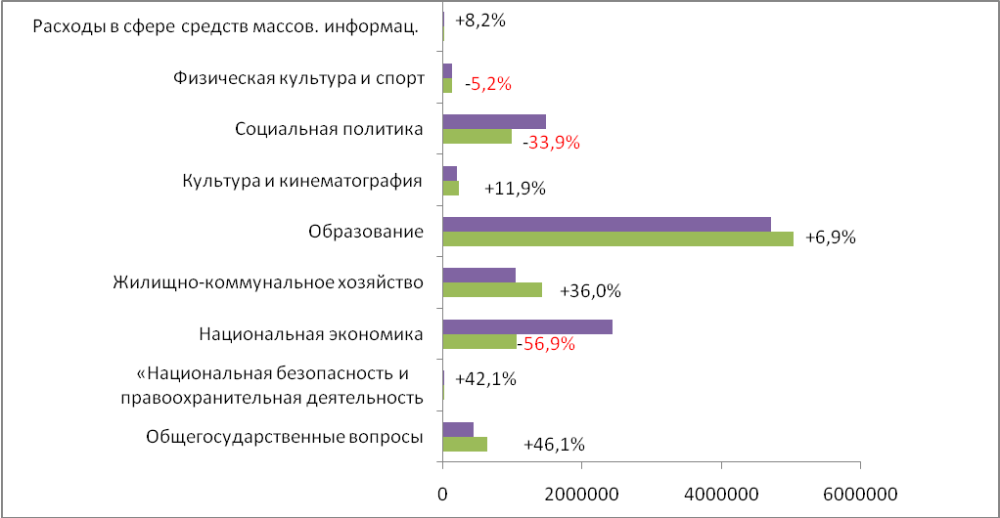 Расходы в сфере средств массов. информац.
+8,2%
Физическая культура и спорт
-5,2%
Социальная политика
-33,9%
Культура и кинематография
+11,9%
Образование
+6,9%
Жилищно-коммунальное хозяйство
+36,0%
Национальная экономика
-56,9%
«Национальная безопасность и
правоохранительная деятельность
+42,1%
Общегосударственные вопросы
+46,1%
0 2000000 4000000 6000000